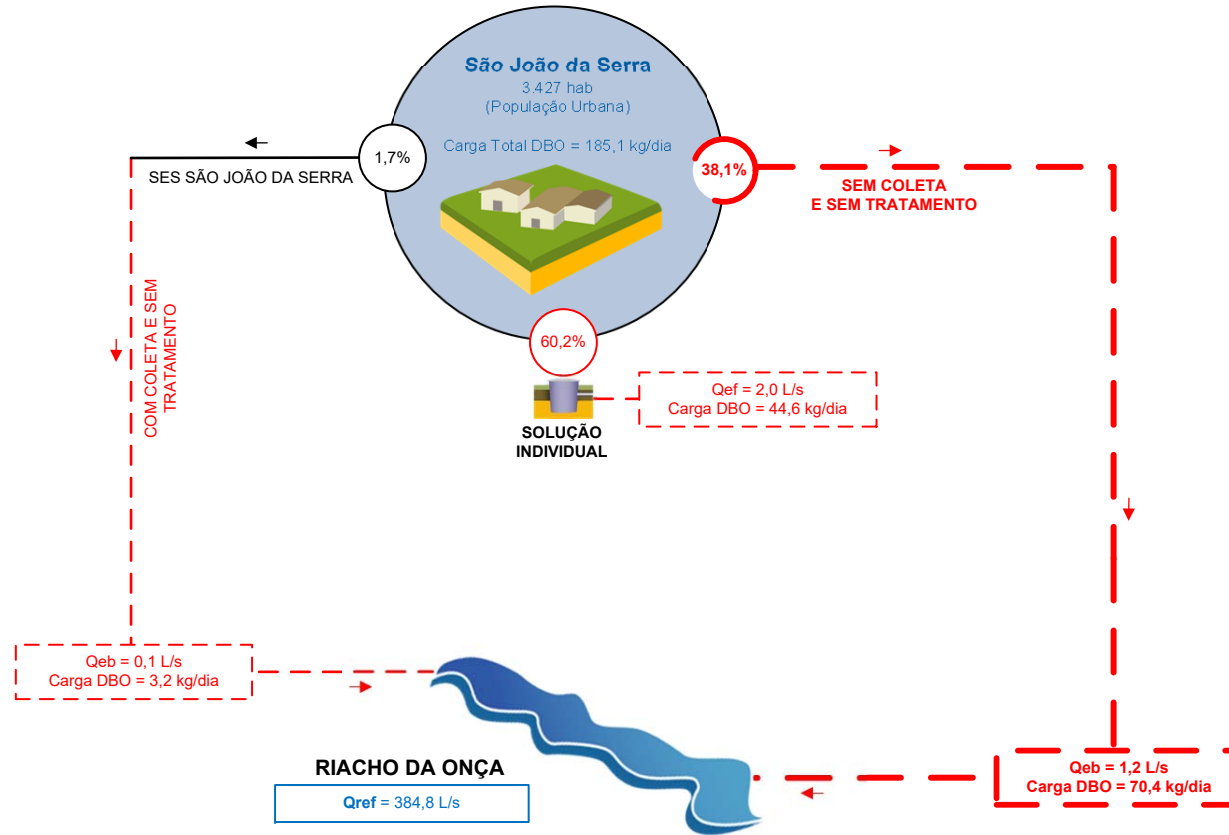 São João da Serra
3.427 hab
(População Urbana)
Carga Total DBO = 185,1 kg/dia
1,7%
38,1%
SES SÃO JOÃO DA SERRA
SEM COLETA
E SEM TRATAMENTO
COM COLETA E SEM
TRATAMENTO
60,2%
Qef = 2,0 L/s
Carga DBO = 44,6 kg/dia
SOLUÇÃO
INDIVIDUAL
Qeb = 0,1 L/s
Carga DBO = 3,2 kg/dia
RIACHO DA ONÇA
Qref = 384,8 L/s
Qeb = 1,2 L/s
Carga DBO = 70,4 kg/dia